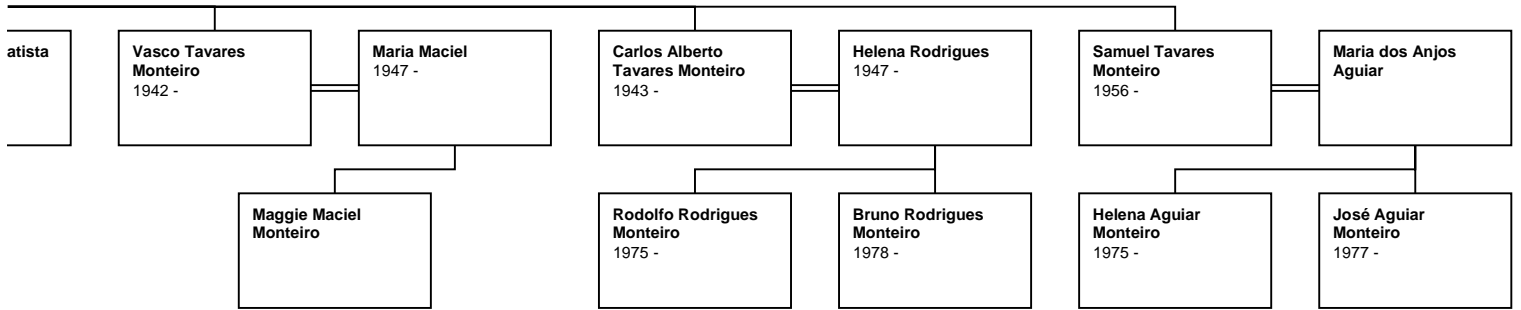 atista
Vasco Tavares
Monteiro
1942 -
Maria Maciel
1947 -
Carlos Alberto
Tavares Monteiro
1943 -
Helena Rodrigues
1947 -
Samuel Tavares
Monteiro
1956 -
Maria dos Anjos
Aguiar
Maggie Maciel
Monteiro
Rodolfo Rodrigues
Monteiro
1975 -
Bruno Rodrigues
Monteiro
1978 -
Helena Aguiar
Monteiro
1975 -
José Aguiar
Monteiro
1977 -